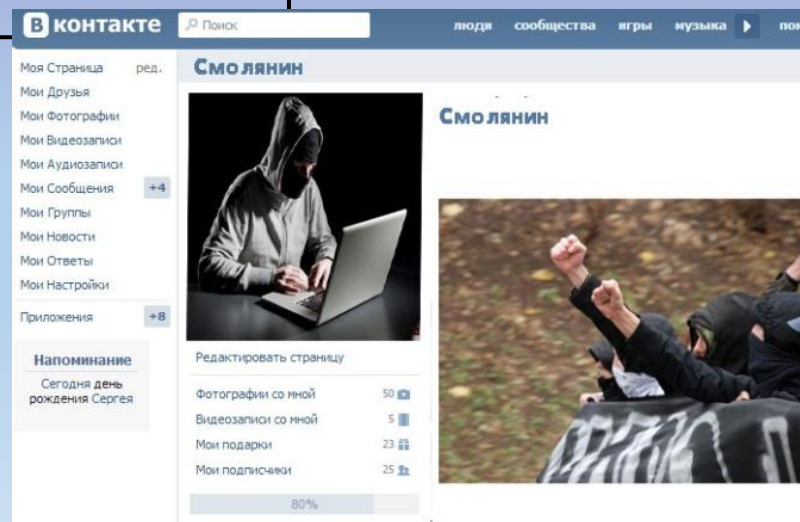 В контакте
Поиск
люди сообщества игры музыка
Моя Страница ред.
Мои Друзья
Мои Фотографии
Мои Видеозаписи
Мои Аудиозаписи
Мои Сообщения +4
Мои Группы
Мои Новости
Мои Ответы
Мои Настройки
Приложения +8
Напоминание
Сегодня день
рождения Сергея
Смолянин
Редактировать страницу
Фотографии со мной 50
Видеозаписи со мной 5
Мои подарки 23
Мои подписчики 25
80%
Смолянин